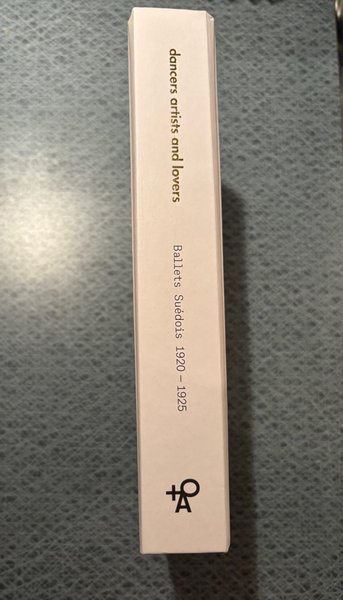 dancers artists and lovers
Ballets Suédois 1920 – 1925